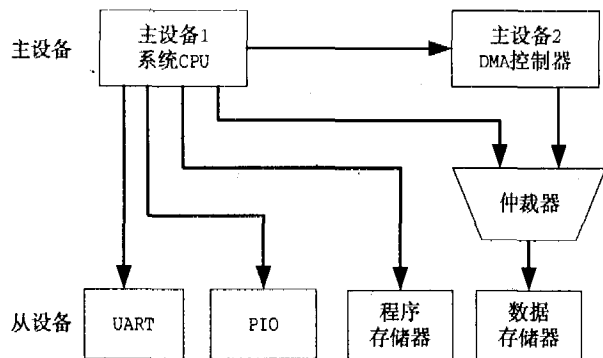 主设备
主设备1
系统CPU
主设备2
DMA控制器
仲裁器
从设备
UART
PIO
程序
存储器
数据
存储器